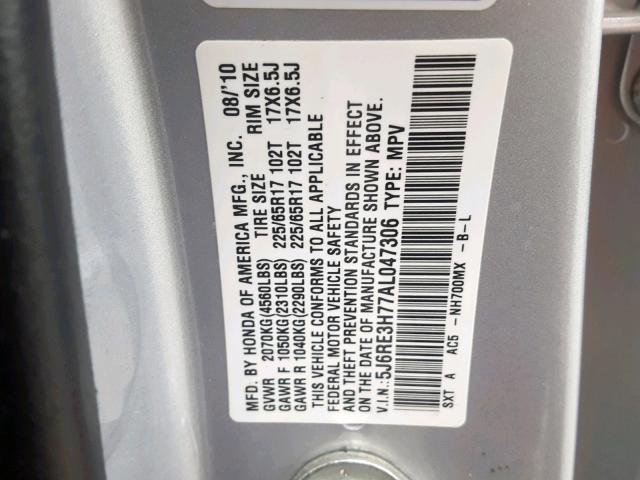 MFD. BY HONDA OF AMERICA MFG., INC. 08/'10
GVWR 2070KG(4560LBS) TIRE SIZE RIM SIZE
GAWR F 1050KG(2310LBS) 225/65R17 102T 17X6.5J
GAWR R 1040KG(2290LBS) 225/65R17 102T 17X6.5J
THIS VEHICLE CONFORMS TO ALL APPLICABLE
FEDERAL MOTOR VEHICLE SAFETY
AND THEFT PREVENTION STANDARDS IN EFFECT
ON THE DATE OF MANUFACTURE SHOWN ABOVE.
V.I.N.:5J6RE3H77AL047306 TYPE: MPV
SXT A AC5 -NH700MX -B-L